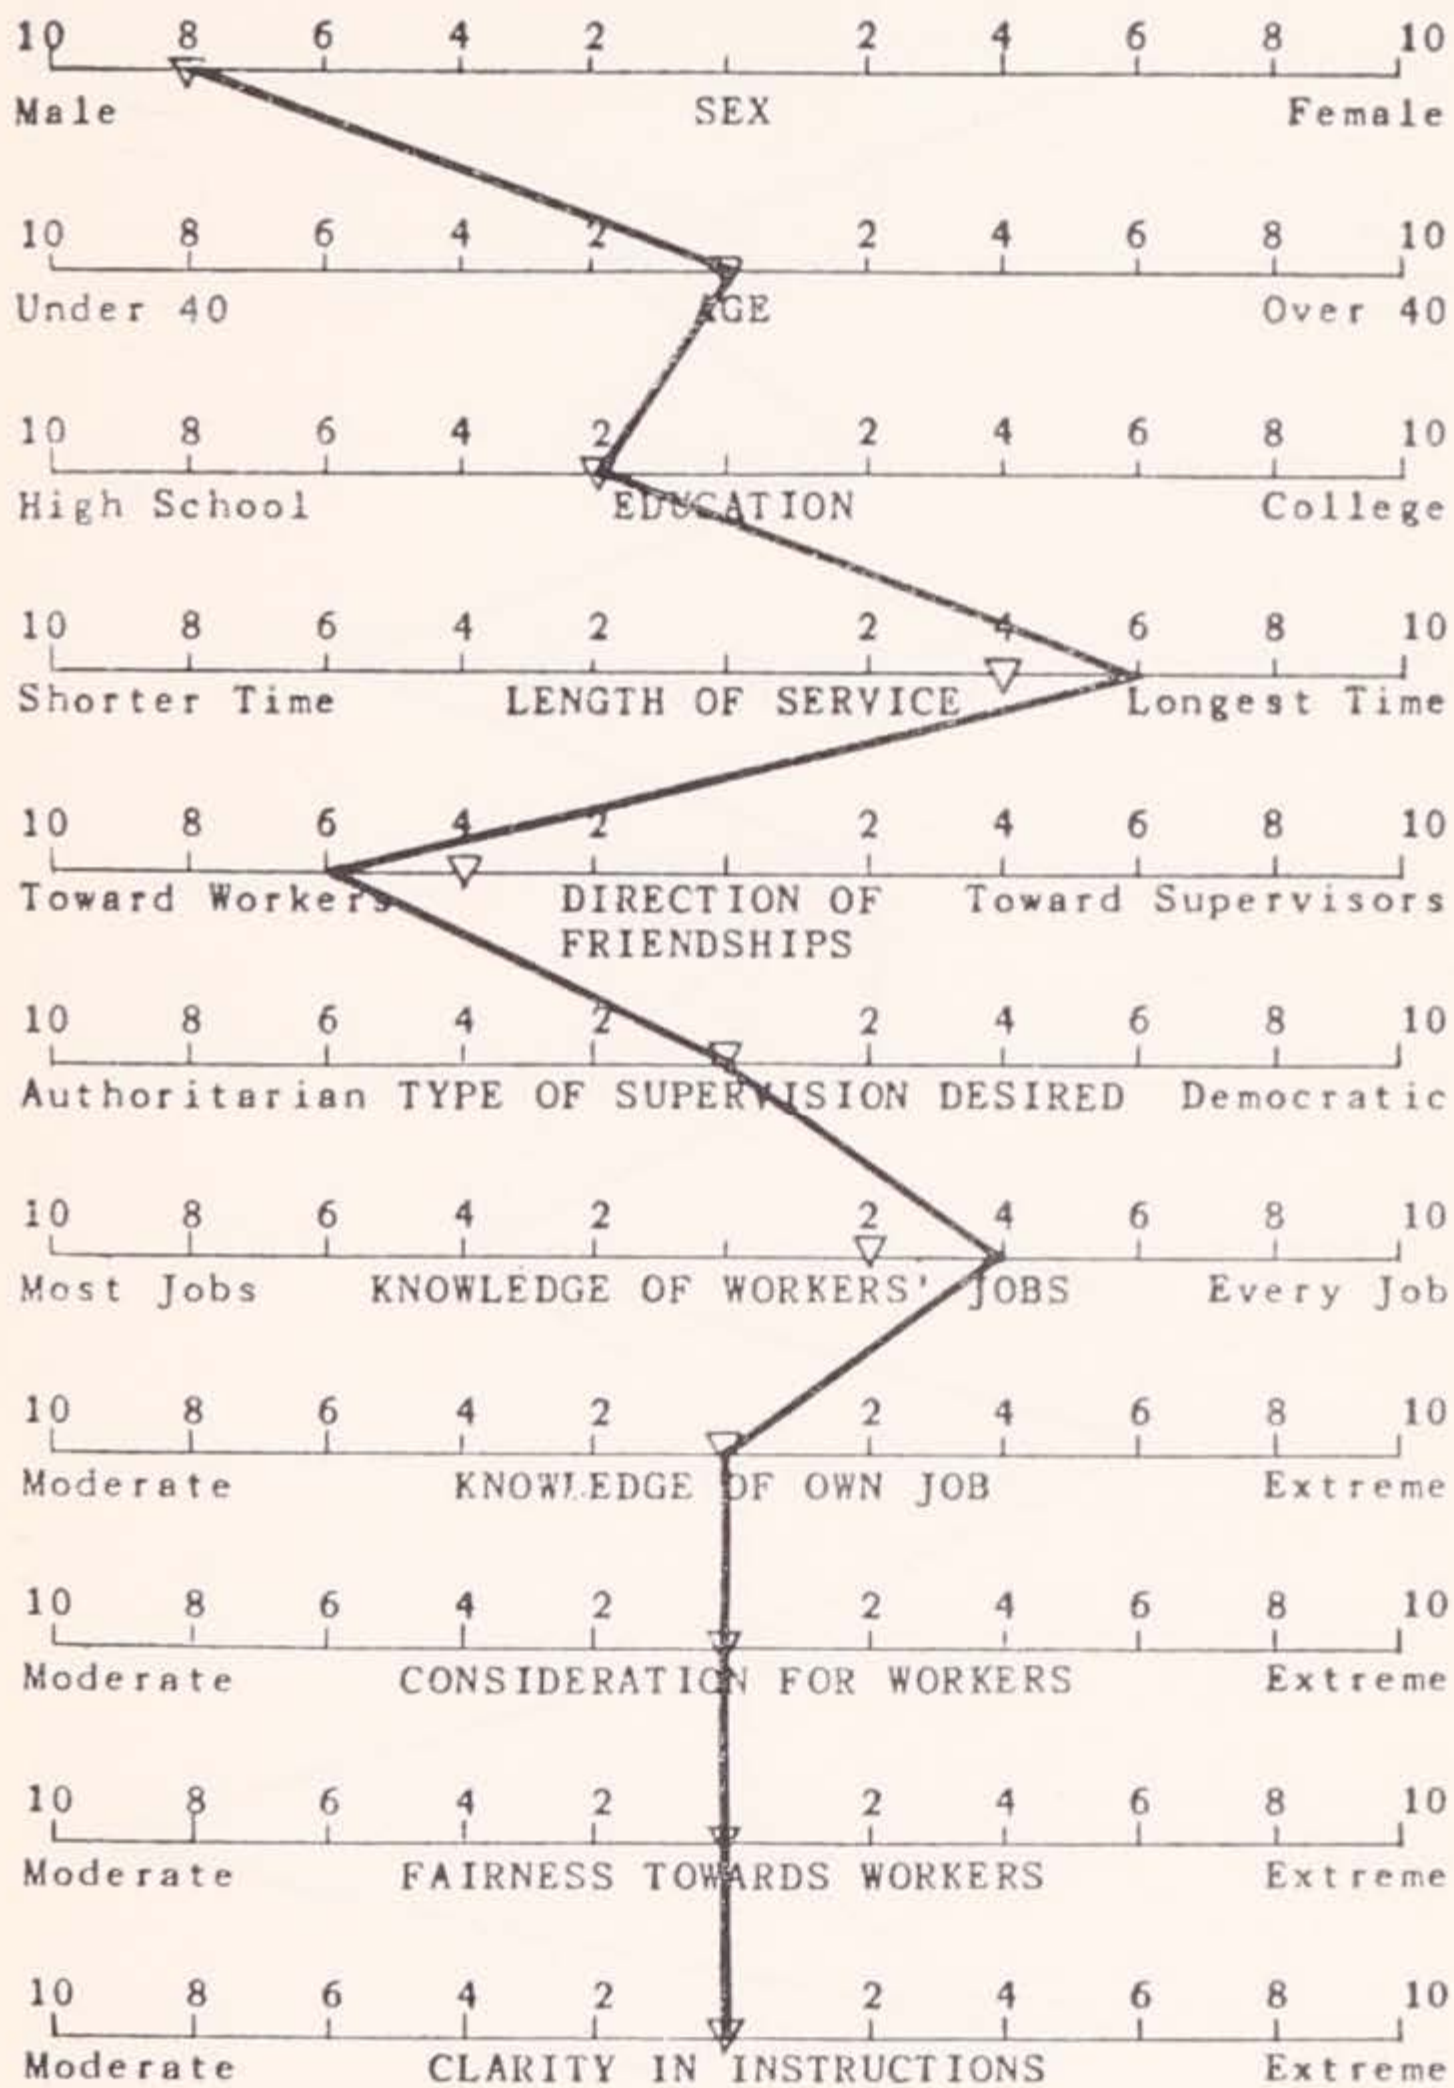 10 8 6 4 2 2 4 6 8 10
Male SEX Female
10 8 6 4 2 2 4 6 8 10
Under 40 AGE Over 40
10 8 6 4 2 2 4 6 8 10
High School EDUCATION College
10 8 6 4 2 2 4 6 8 10
Shorter Time LENGTH OF SERVICE Longest Time
10 8 6 4 2 2 4 6 8 10
Toward Workers DIRECTION OF Toward Supervisors
FRIENDSHIPS
10 8 6 4 2 2 4 6 8 10
Authoritarian TYPE OF SUPERVISION DESIRED Democratic
10 8 6 4 2 2 4 6 8 10
Most Jobs KNOWLEDGE OF WORKERS' JOBS Every Job
10 8 6 4 2 2 4 6 8 10
Moderate KNOWLEDGE OF OWN JOB Extreme
10 8 6 4 2 2 4 6 8 10
Moderate CONSIDERATION FOR WORKERS Extreme
10 8 6 4 2 2 4 6 8 10
Moderate FAIRNESS TOWARDS WORKERS Extreme
10 8 6 4 2 2 4 6 8 10
Moderate CLARITY IN INSTRUCTIONS Extreme